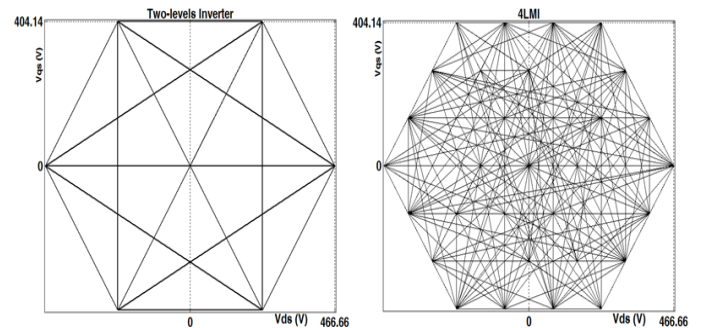 Two-levels Inverter
404.14
Vqs (V)
0
0
Vds (V)
466.66
4LMI
404.14
Vqs (V)
0
0
Vds (V)
466.66